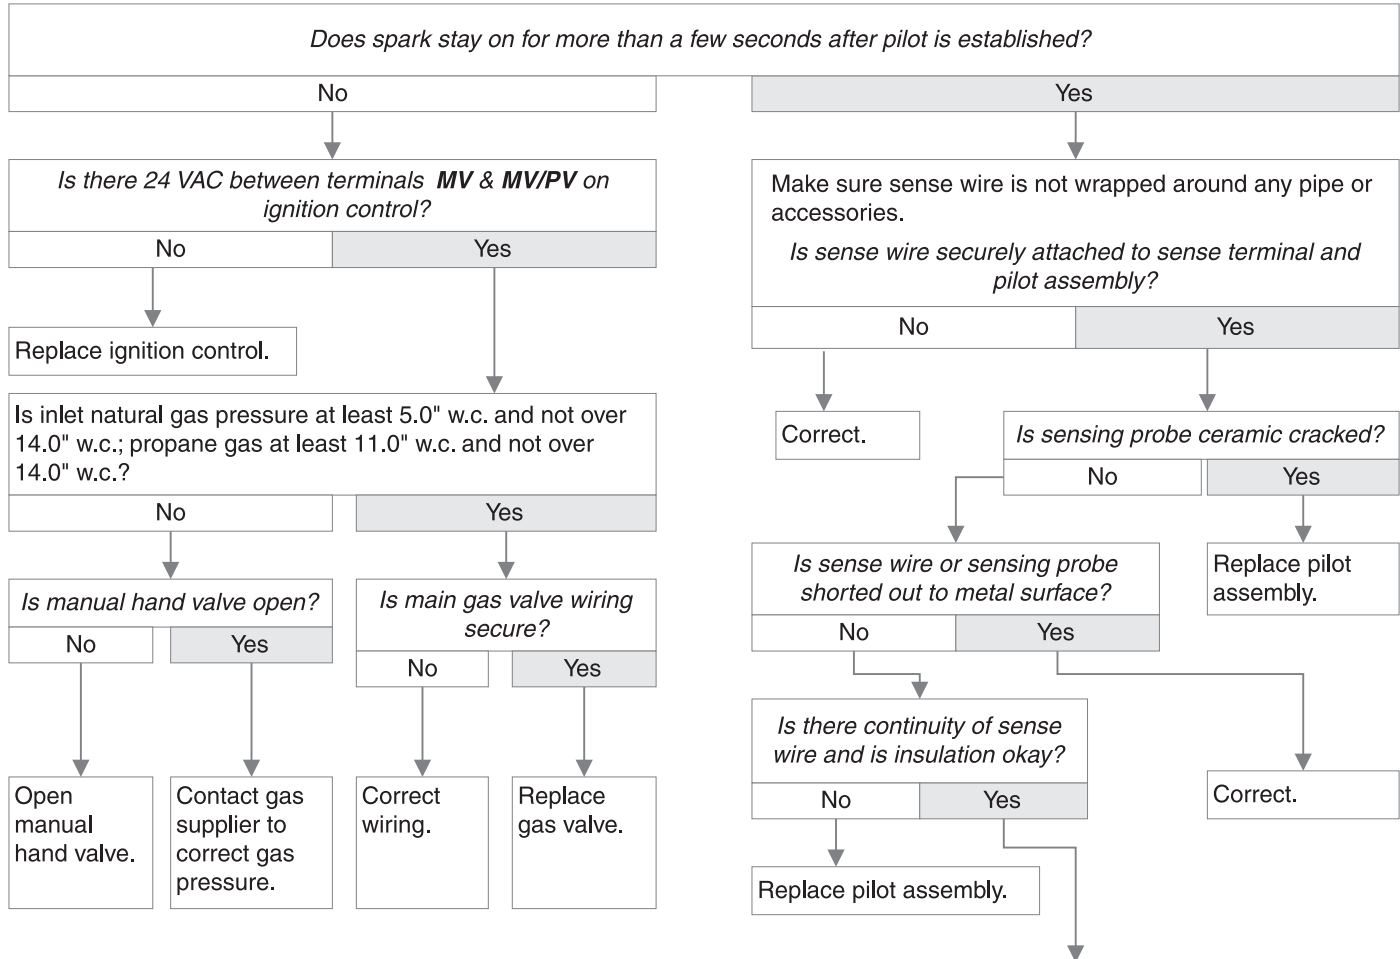 Does spark stay on for more than a few seconds after pilot is established?
No
Yes
Is there 24 VAC between terminals MV & MV/PV on
ignition control?
No
Yes
Replace ignition control.
Is inlet natural gas pressure at least 5.0" w.c. and not over
14.0" w.c.; propane gas at least 11.0" w.c. and not over
14.0" w.c.?
No
Yes
Is manual hand valve open?
No
Yes
Is main gas valve wiring
secure?
No
Yes
Open
manual
hand valve.
Contact gas
supplier to
correct gas
pressure.
Correct
wiring.
Replace
gas valve.
Make sure sense wire is not wrapped around any pipe or
accessories.
Is sense wire securely attached to sense terminal and
pilot assembly?
No
Yes
Correct.
Is sensing probe ceramic cracked?
No
Yes
Is sense wire or sensing probe
shorted out to metal surface?
No
Yes
Replace pilot
assembly.
Is there continuity of sense
wire and is insulation okay?
No
Yes
Correct.
Replace pilot assembly.